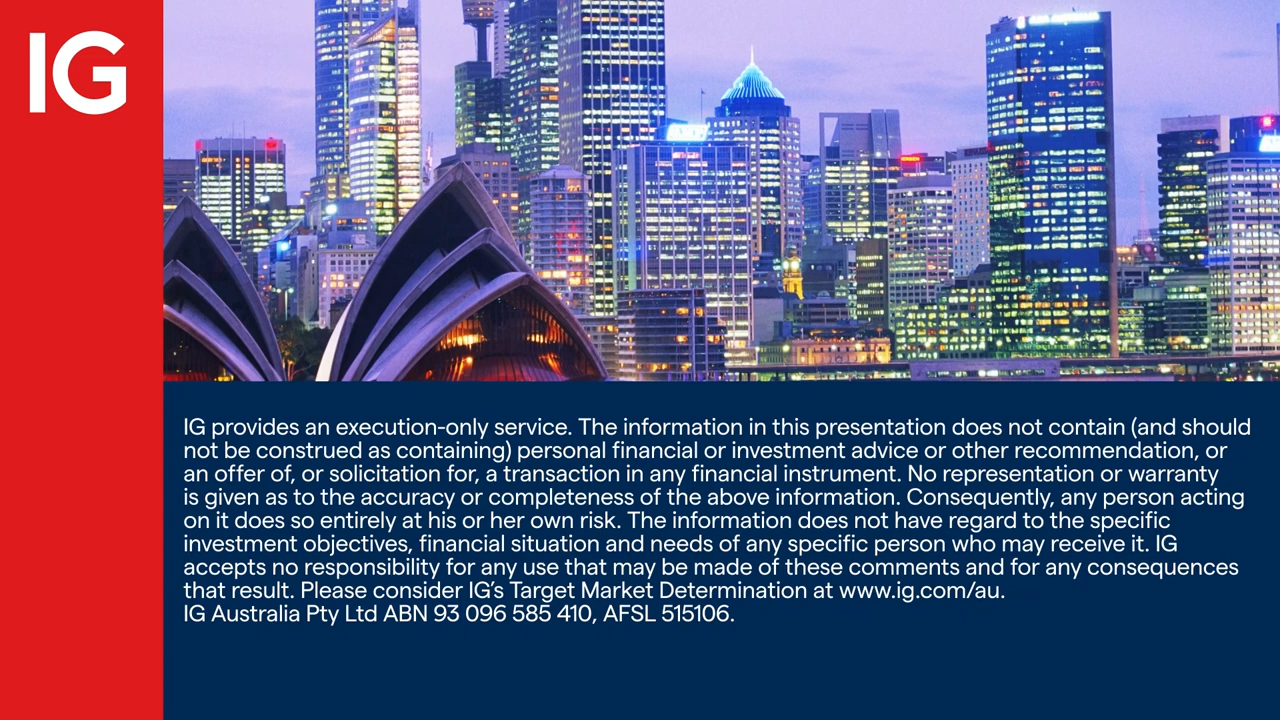 IG
IG provides an execution-only service. The information in this presentation does not contain (and should
not be construed as containing) personal financial or investment advice or other recommendation, or
an offer of, or solicitation for, a transaction in any financial instrument. No representation or warranty
is given as to the accuracy or completeness of the above information. Consequently, any person acting
on it does so entirely at his or her own risk. The information does not have regard to the specific
investment objectives, financial situation and needs of any specific person who may receive it. IG
accepts no responsibility for any use that may be made of these comments and for any consequences
that result. Please consider IG’s Target Market Determination at www.ig.com/au.
IG Australia Pty Ltd ABN 93 096 585 410, AFSL 515106.